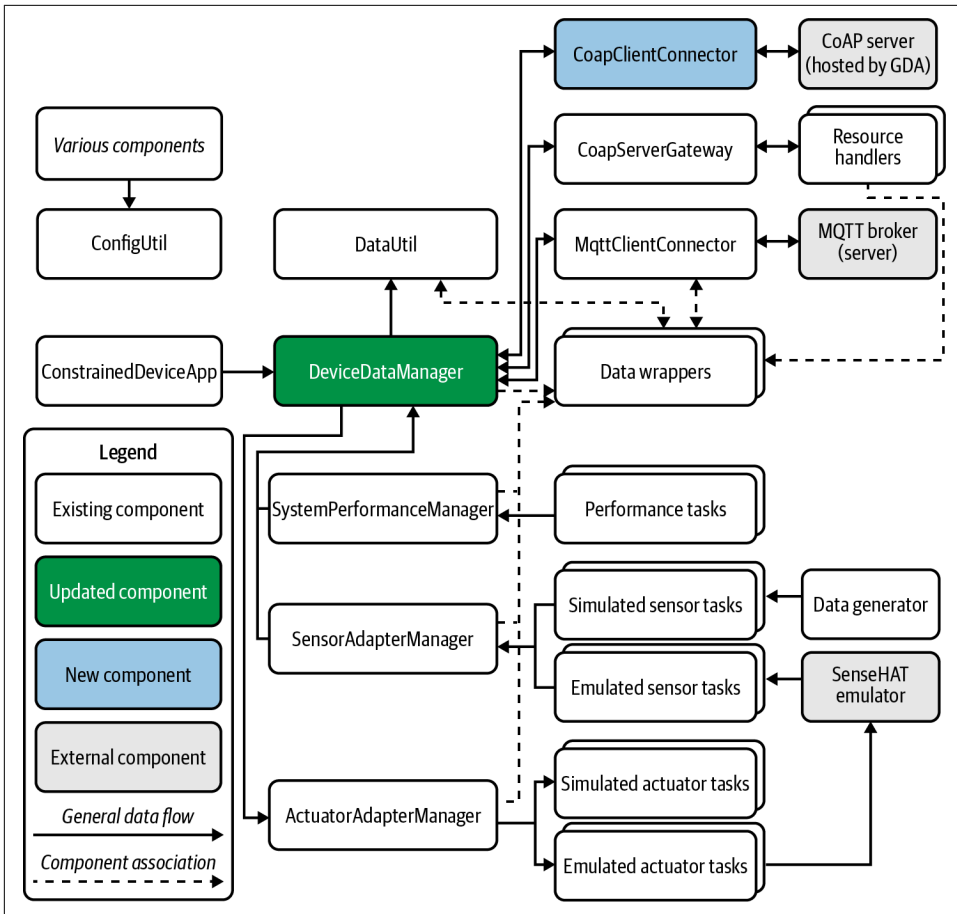 CoapClientConnector
CoAP server
(hosted by GDA)
Various components
CoapServerGateway
Resource
handlers
ConfigUtil
DataUtil
MqttClientConnector
MQTT broker
(server)
ConstrainedDeviceApp
DeviceDataManager
Data wrappers
Legend
Existing component
Updated component
New component
External component
General data flow
Component association
SystemPerformanceManager
Performance tasks
SensorAdapterManager
Simulated sensor tasks
Data generator
Emulated sensor tasks
SenseHAT
emulator
ActuatorAdapterManager
Simulated actuator tasks
Emulated actuator tasks